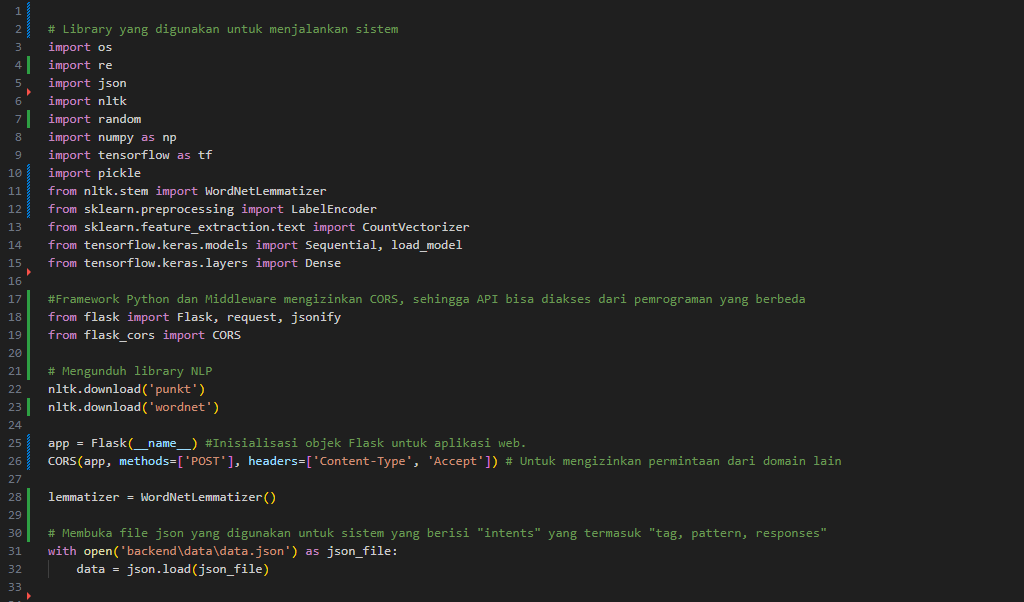 1
2 # Library yang digunakan untuk menjalankan sistem
3 import os
4 import re
5 import json
6 import nltk
7 import random
8 import numpy as np
9 import tensorflow as tf
10 import pickle
11 from nltk.stem import WordNetLemmatizer
12 from sklearn.preprocessing import LabelEncoder
13 from sklearn.feature_extraction.text import CountVectorizer
14 from tensorflow.keras.models import Sequential, load_model
15 from tensorflow.keras.layers import Dense
16
17 #Framework Python dan Middleware mengizinkan CORS, sehingga API bisa diakses dari pemrograman yang berbeda
18 from flask import Flask, request, jsonify
19 from flask_cors import CORS
20
21 # Mengunduh library NLP
22 nltk.download('punkt')
23 nltk.download('wordnet')
24
25 app = Flask(__name__) #Inisialisasi objek Flask untuk aplikasi web.
26 CORS(app, methods=['POST'], headers=['Content-Type', 'Accept']) # Untuk mengizinkan permintaan dari domain lain
27
28 lemmatizer = WordNetLemmatizer()
29
30 # Membuka file json yang digunakan untuk sistem yang berisi "intents" yang termasuk "tag, pattern, responses"
31 with open('backend\data\data.json') as json_file:
32     data = json.load(json_file)
33